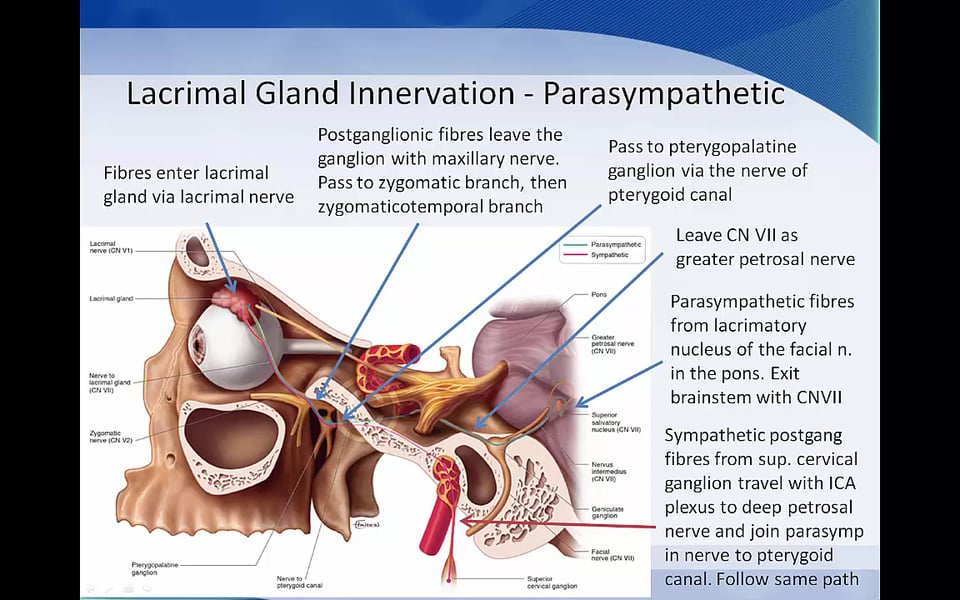 Lacrimal Gland Innervation - Parasympathetic
Fibres enter lacrimal
gland via lacrimal nerve
Postganglionic fibres leave the
ganglion with maxillary nerve.
Pass to zygomatic branch, then
zygomaticotemporal branch
Pass to pterygopalatine
ganglion via the nerve of
pterygoid canal
Leave CN VII as
greater petrosal nerve
Parasympathetic fibres
from lacrimatory
nucleus of the facial n.
in the pons. Exit
brainstem with CNVII
Sympathetic postgang
fibres from sup. cervical
ganglion travel with ICA
plexus to deep petrosal
nerve and join parasymp
in nerve to pterygoid
canal. Follow same path
Lacrimal
nerve (CN V1)
Lacrimal gland
Nerve to
lacrimal gland
(CN VII)
Zygomatic
nerve (CN V2)
Pterygopalatine
ganglion
Nerve to
pterygoid canal
Parasympathetic
Sympathetic
Pons
Greater
petrosal nerve
(CN VII)
Superior
salivatory
nucleus (CN VII)
Nervus
intermedius
(CN VII)
Geniculate
ganglion
Facial
nerve (CN VII)
Superior
cervical ganglion